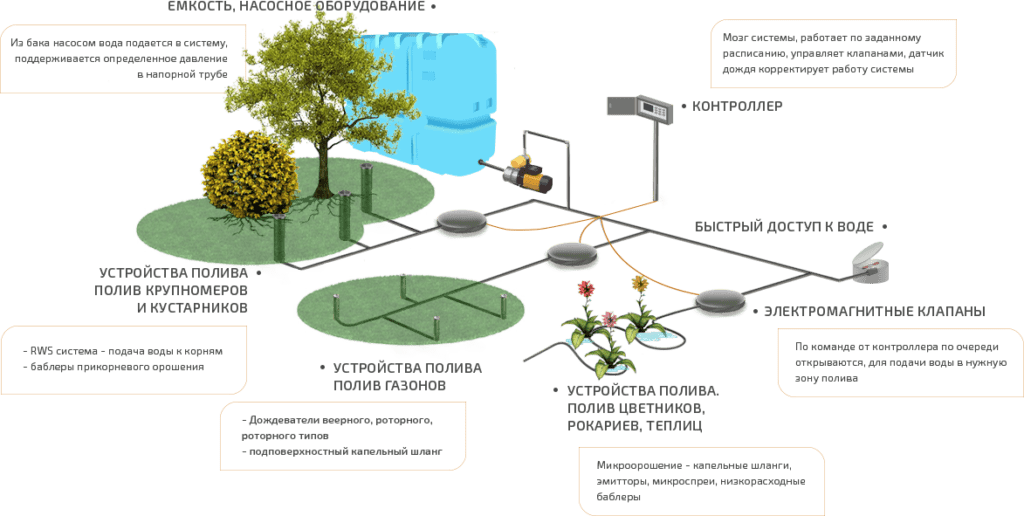 ЕМКОСТЬ, НАСОСНОЕ ОБОРУДОВАНИЕ •
Из бака насосом вода подается в систему,
поддерживается определенное давление
в напорной трубе
Мозг системы, работает по заданному
расписанию, управляет клапанами, датчик
дождя корректирует работу системы
• КОНТРОЛЛЕР
БЫСТРЫЙ ДОСТУП К ВОДЕ •
УСТРОЙСТВА ПОЛИВА •
ПОЛИВ КРУПНОМЕРОВ
И КУСТАРНИКОВ
- RWS система - подача воды к корням
- баблеры прикорневого орошения
• ЭЛЕКТРОМАГНИТНЫЕ КЛАПАНЫ
По команде от контроллера по очереди
открываются, для подачи воды в нужную
зону полива
• УСТРОЙСТВА ПОЛИВА
ПОЛИВ ГАЗОНОВ
- Дождеватели веерного, роторного,
роторного типов
- подповерхностный капельный шланг
• УСТРОЙСТВА ПОЛИВА.
ПОЛИВ ЦВЕТНИКОВ,
РОКАРИЕВ, ТЕПЛИЦ
Микроорошение - капельные шланги,
эмитторы, микроспреи, низкорасходные
баблеры